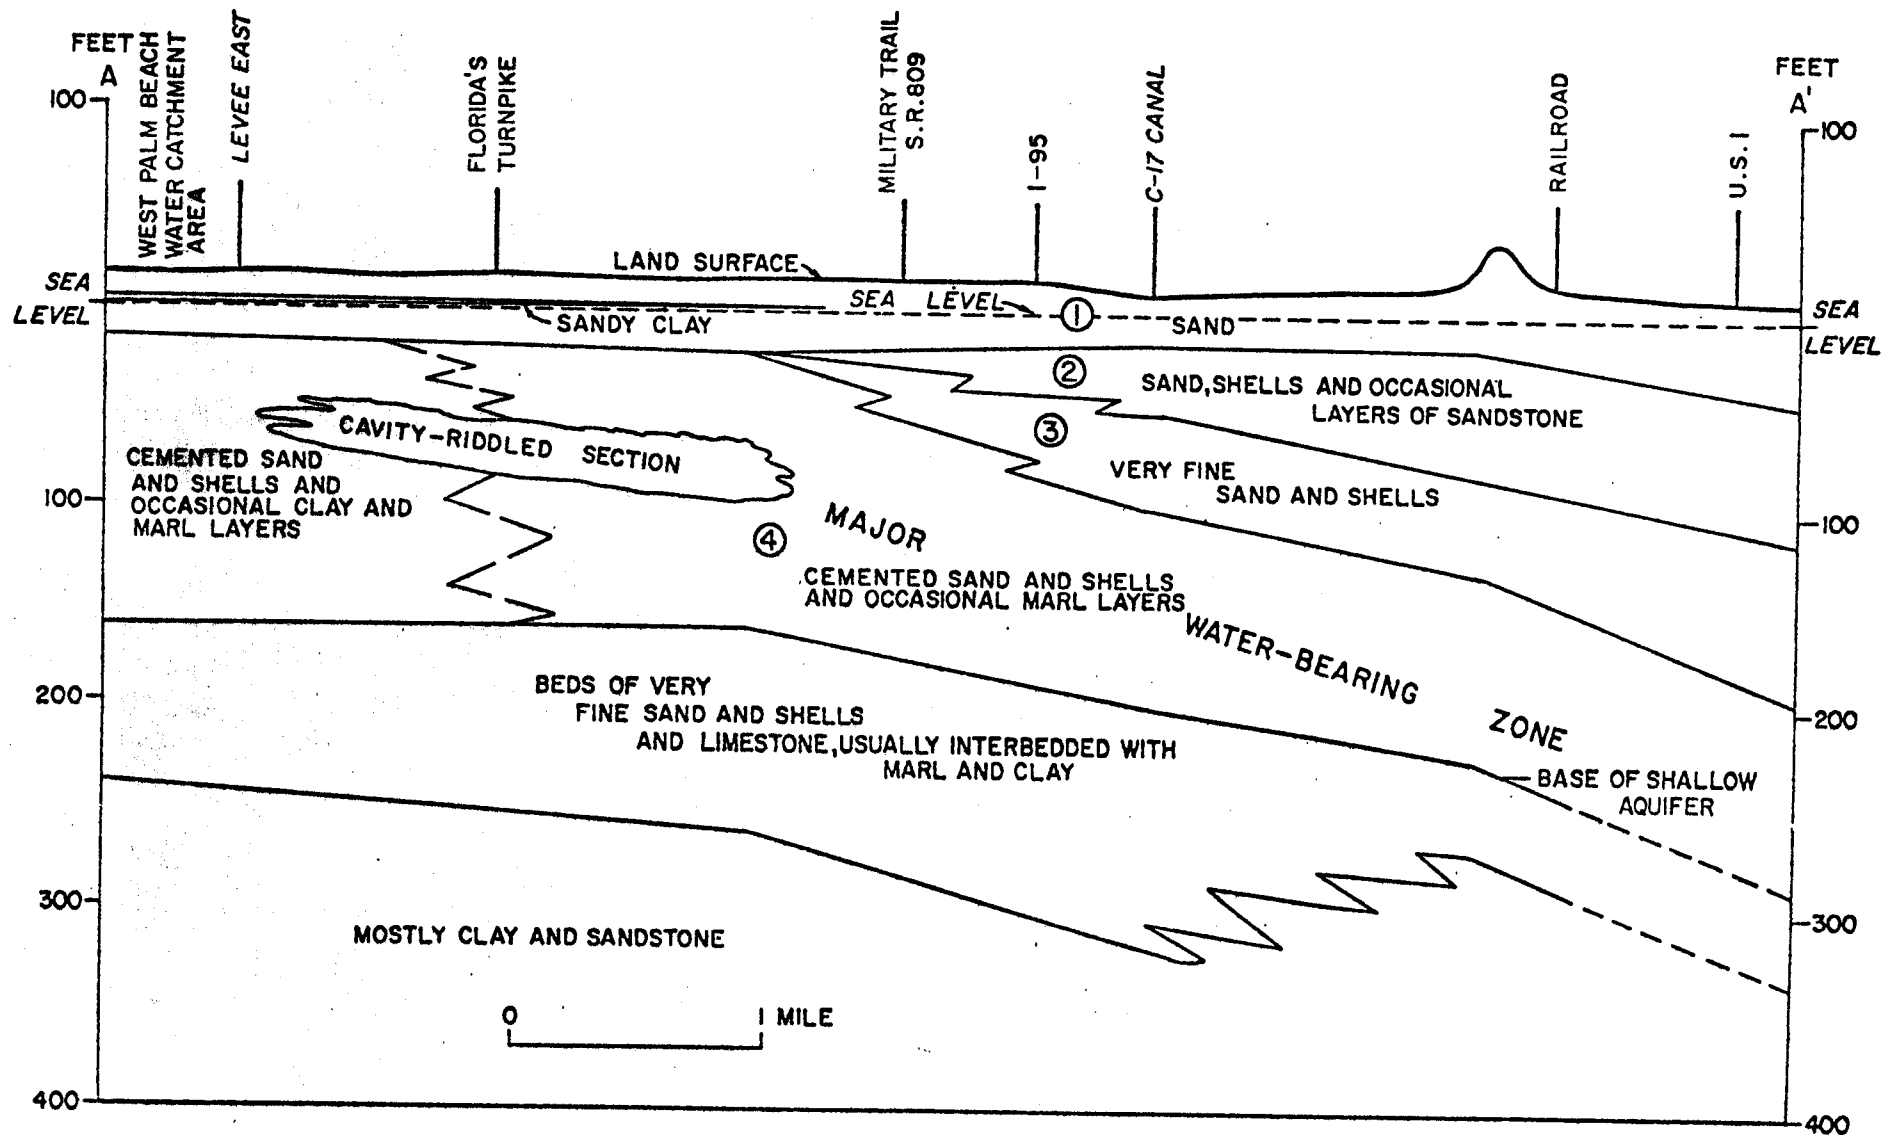 FEET
A
WEST PALM BEACH
WATER CATCHMENT
AREA
LEVEE EAST
FLORIDA'S
TURNPIKE
MILITARY TRAIL
S.R.809
I-95
C-17 CANAL
RAILROAD
U.S.1
FEET
A'
100
100
LAND SURFACE
SEA
LEVEL
SEA LEVEL
SANDY CLAY
1
SAND
SEA
LEVEL
2
SAND, SHELLS AND OCCASIONAL
LAYERS OF SANDSTONE
3
VERY FINE
SAND AND SHELLS
CAVITY-RIDDLED SECTION
CEMENTED SAND
AND SHELLS AND
OCCASIONAL CLAY AND
MARL LAYERS
100
100
4
MAJOR
WATER-BEARING
ZONE
CEMENTED SAND AND SHELLS
AND OCCASIONAL MARL LAYERS
200
200
BEDS OF VERY
FINE SAND AND SHELLS
AND LIMESTONE, USUALLY INTERBEDDED WITH
MARL AND CLAY
BASE OF SHALLOW
AQUIFER
300
300
MOSTLY CLAY AND SANDSTONE
0
1 MILE
400
400